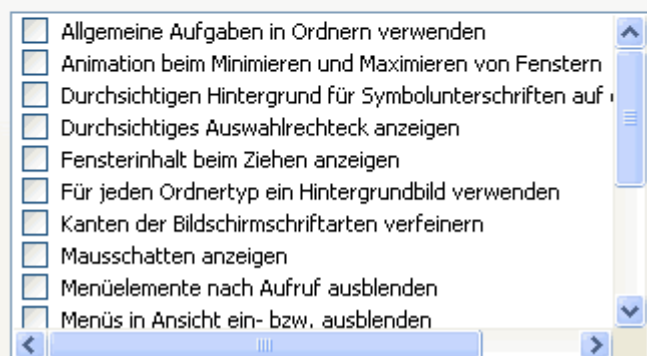 Allgemeine Aufgaben in Ordnern verwenden
Animation beim Minimieren und Maximieren von Fenstern
Durchsichtigen Hintergrund für Symbolunterschriften auf
Durchsichtiges Auswahlrechteck anzeigen
Fensterinhalt beim Ziehen anzeigen
Für jeden Ordnertyp ein Hintergrundbild verwenden
Kanten der Bildschirmschriftarten verfeinern
Mausschatten anzeigen
Menüelemente nach Aufruf ausblenden
Menüs in Ansicht ein- bzw. ausblenden